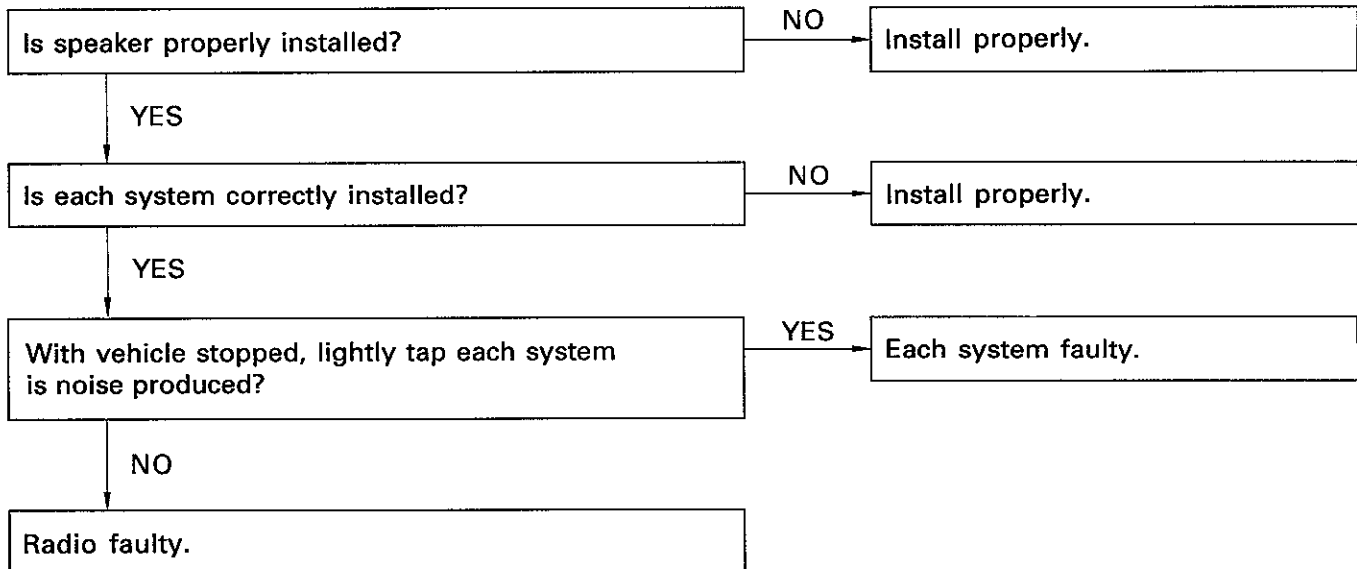 Is speaker properly installed?
NO
Install properly.
YES
Is each system correctly installed?
NO
Install properly.
YES
With vehicle stopped, lightly tap each system
is noise produced?
YES
Each system faulty.
NO
Radio faulty.